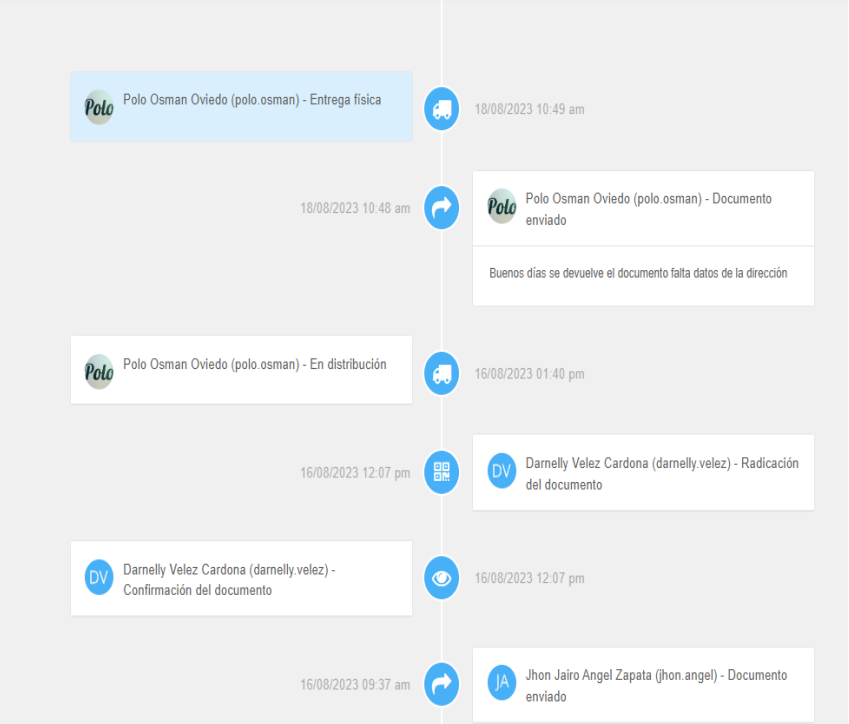 Polo
Polo Osman Oviedo (polo.osman) - Entrega física
18/08/2023 10:49 am
18/08/2023 10:48 am
Polo
Polo Osman Oviedo (polo.osman) - Documento
enviado
Buenos días se devuelve el documento falta datos de la dirección
Polo
Polo Osman Oviedo (polo.osman) - En distribución
16/08/2023 01:40 pm
16/08/2023 12:07 pm
DV
Darnelly Velez Cardona (darnelly.velez) - Radicación
del documento
DV
Darnelly Velez Cardona (darnelly.velez) -
Confirmación del documento
16/08/2023 12:07 pm
16/08/2023 09:37 am
JA
Jhon Jairo Angel Zapata (jhon.angel) - Documento
enviado